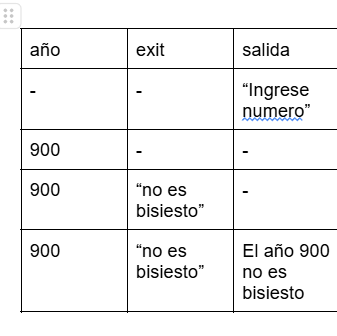 año exit salida
- - “Ingrese
numero”
900 - -
900 “no es
bisiesto” -
900 “no es
bisiesto” El año 900
no es
bisiesto